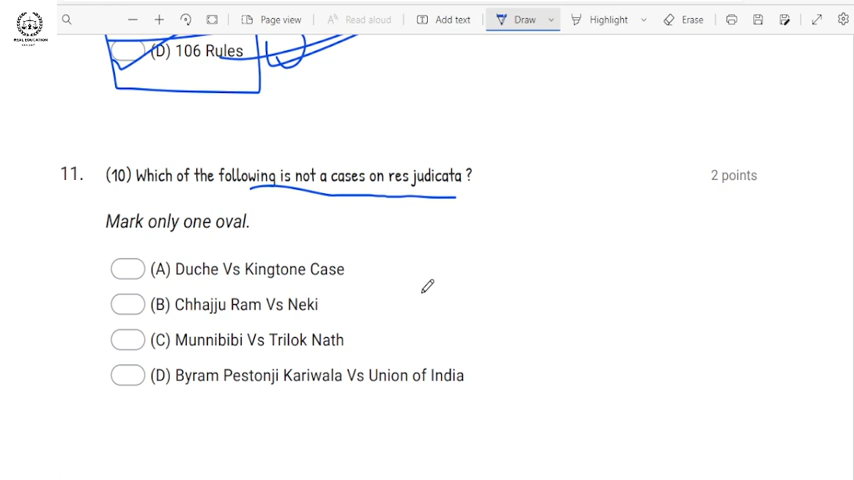 Page view
Read aloud
Add text
Draw
Highlight
Erase
REAL EDUCATION
(D) 106 Rules
11. (10) Which of the following is not a cases on res judicata ? 2 points
Mark only one oval.
(A) Duche Vs Kingtone Case
(B) Chhajju Ram Vs Neki
(C) Munnibibi Vs Trilok Nath
(D) Byram Pestonji Kariwala Vs Union of India